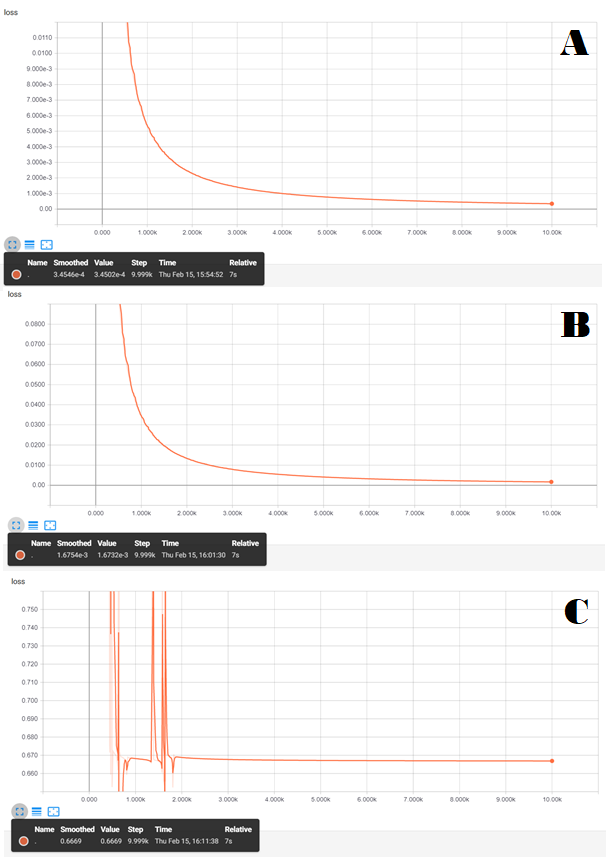 loss
A
0.0110
0.0100
9.000e-3
8.000e-3
7.000e-3
6.000e-3
5.000e-3
4.000e-3
3.000e-3
2.000e-3
1.000e-3
0.00
0.000 1.000k 2.000k 3.000k 4.000k 5.000k 6.000k 7.000k 8.000k 9.000k 10.00k
Name Smoothed Value Step Time Relative
. 3.4546e-4 3.4502e-4 9.999k Thu Feb 15, 15:54:52 7s
loss
B
0.0800
0.0700
0.0600
0.0500
0.0400
0.0300
0.0200
0.0100
0.00
0.000 1.000k 2.000k 3.000k 4.000k 5.000k 6.000k 7.000k 8.000k 9.000k 10.00k
Name Smoothed Value Step Time Relative
. 1.6754e-3 1.6732e-3 9.999k Thu Feb 15, 16:01:30 7s
loss
C
0.750
0.740
0.730
0.720
0.710
0.700
0.690
0.680
0.670
0.660
0.000 1.000k 2.000k 3.000k 4.000k 5.000k 6.000k 7.000k 8.000k 9.000k 10.00k
Name Smoothed Value Step Time Relative
. 0.6669 0.6669 9.999k Thu Feb 15, 16:11:38 7s